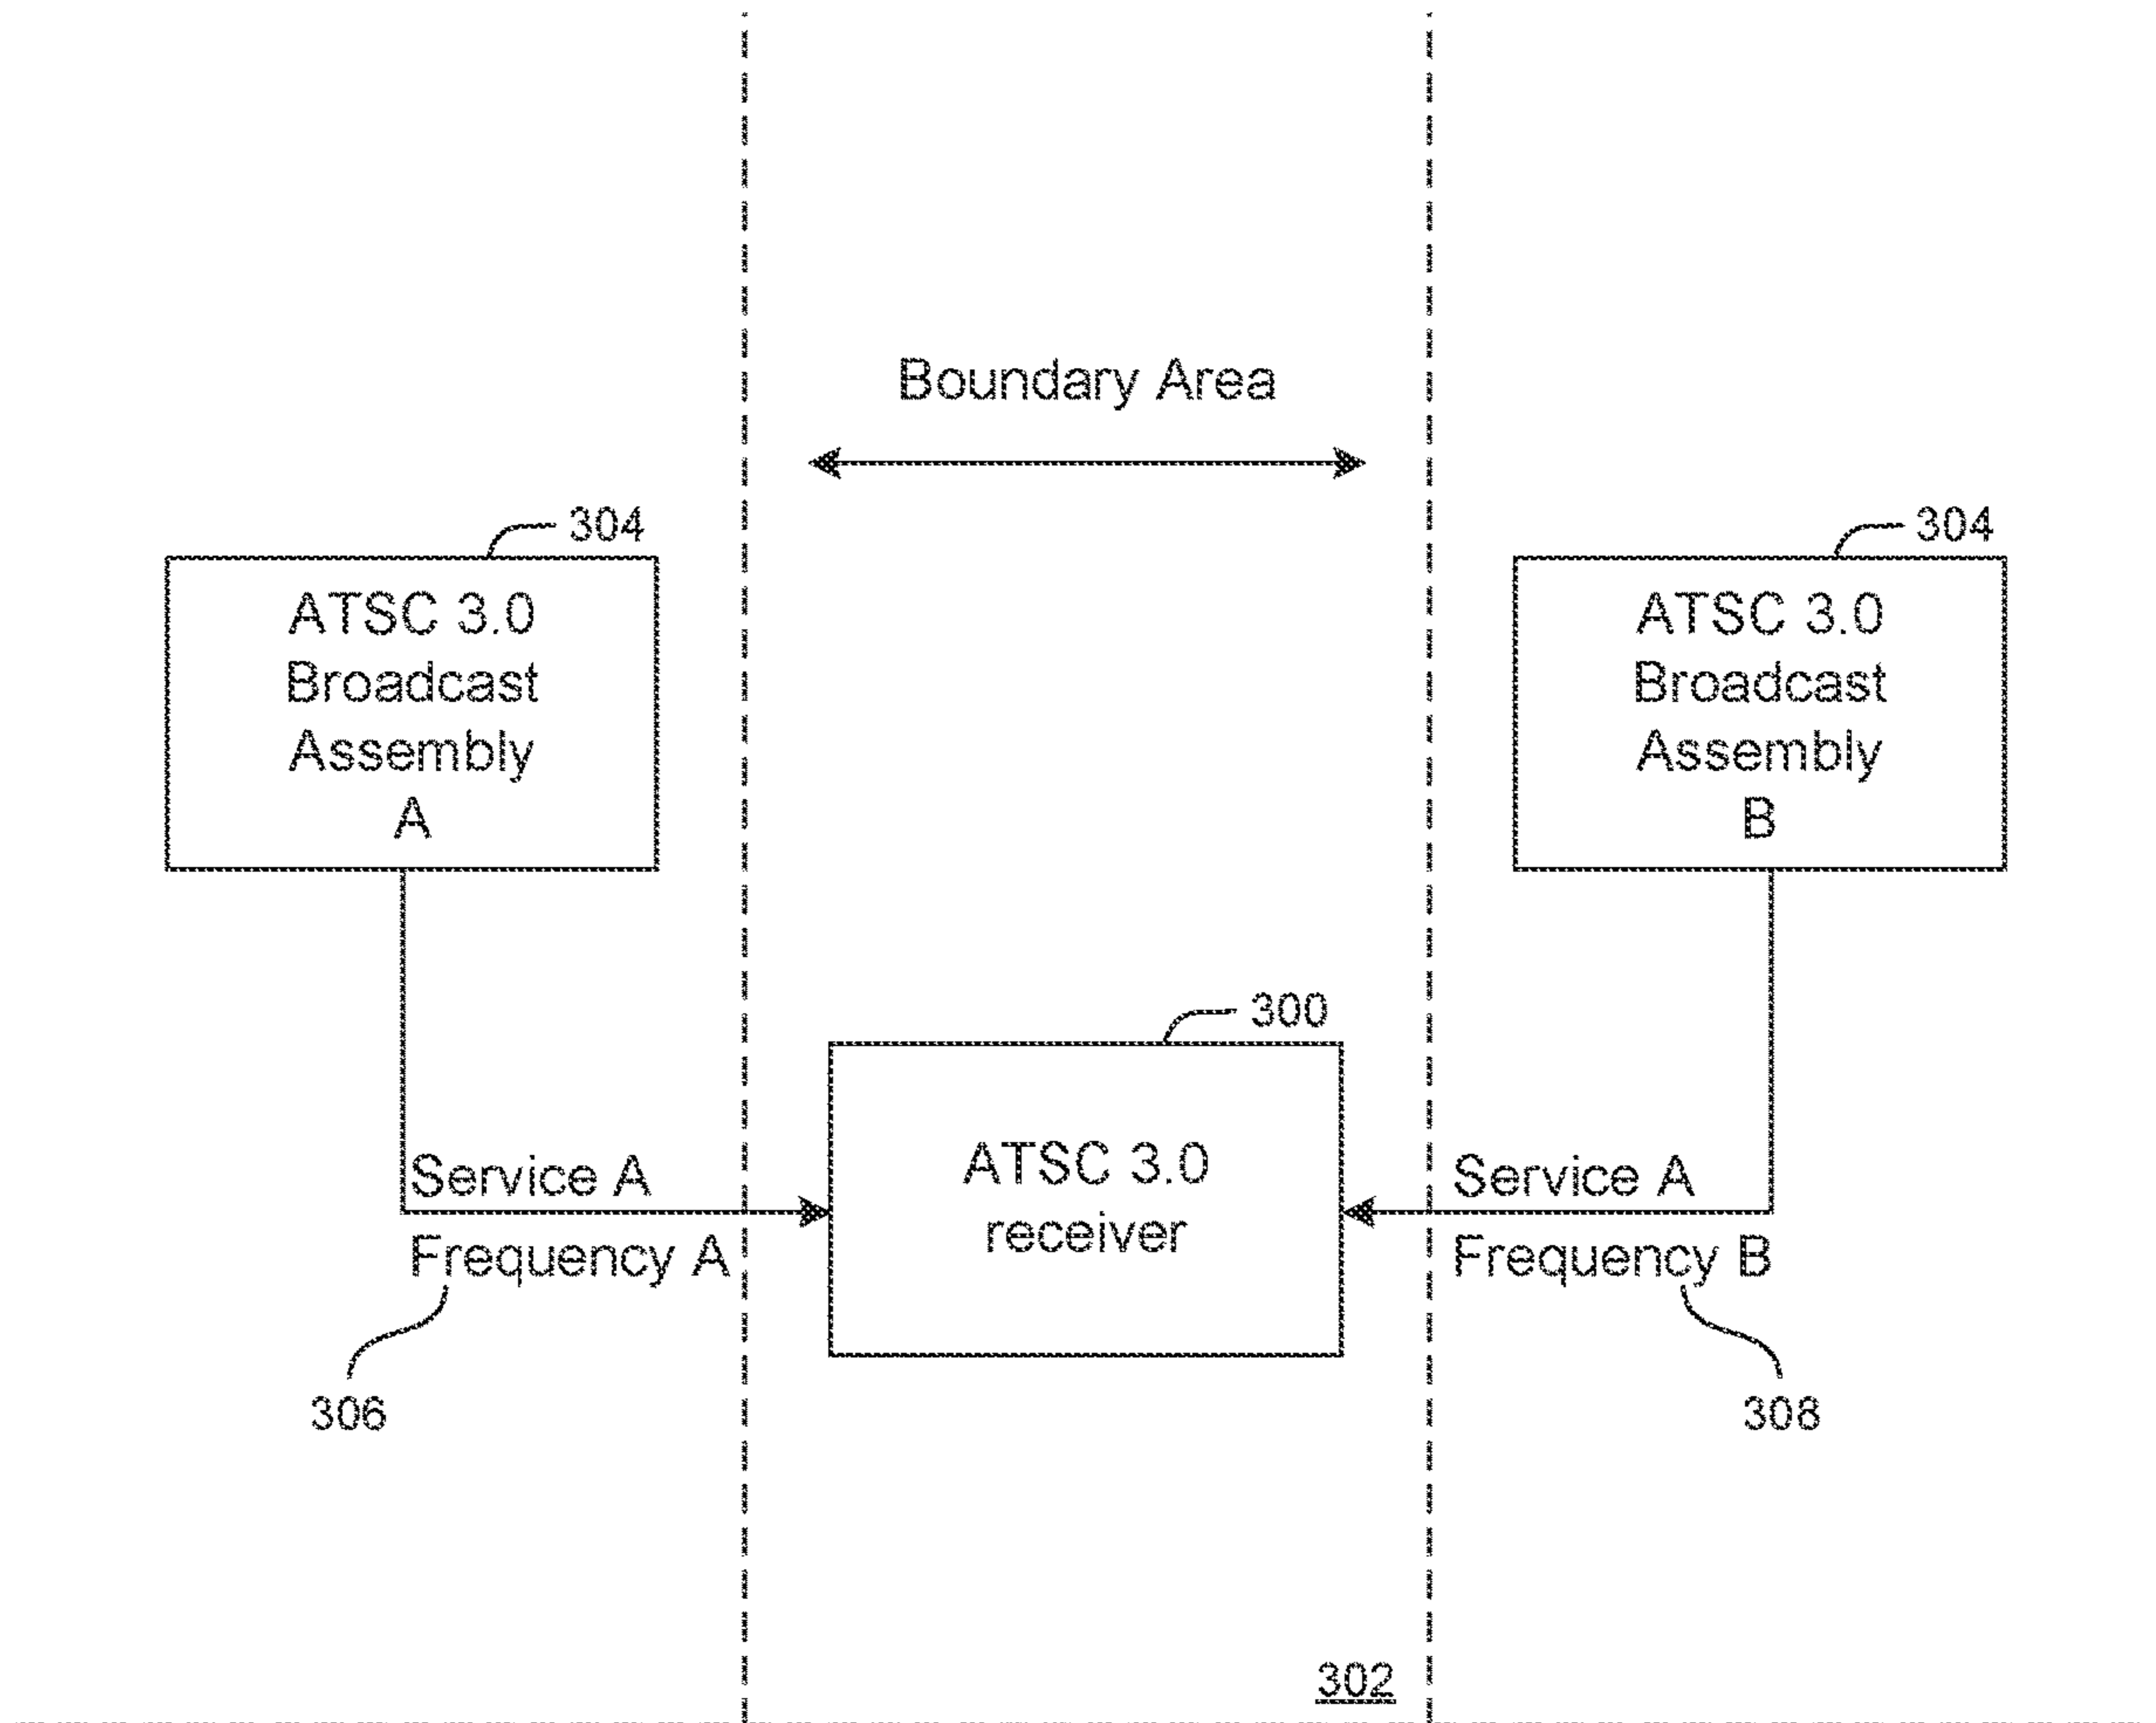 Boundary Area
304
ATSC 3.0
Broadcast
Assembly
A
304
ATSC 3.0
Broadcast
Assembly
B
300
ATSC 3.0
receiver
Service A
Frequency A
306
Service A
Frequency B
308
302